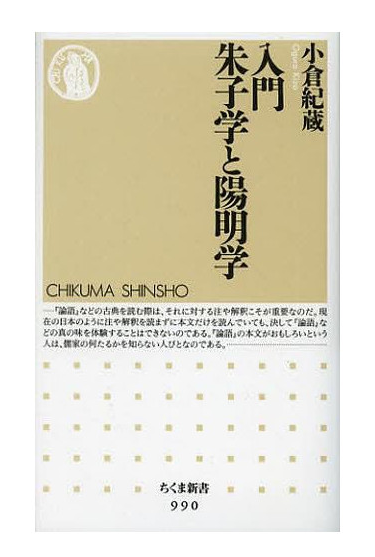 小倉紀蔵
Ogura Kizo
入門
朱子学と陽明学
CHIKUMA SHINSHO
……『論語』などの古典を読む際は、それに対する注や解釈こそが重要なのだ。現
在の日本のように注や解釈を読まずに本文だけを読んでいても、決して『論語』な
どの真の味を体験することはできないのである。『論語』の本文がおもしろいという
人は、儒家の何たるかを知らない人びとなのである。……
ちくま新書
990